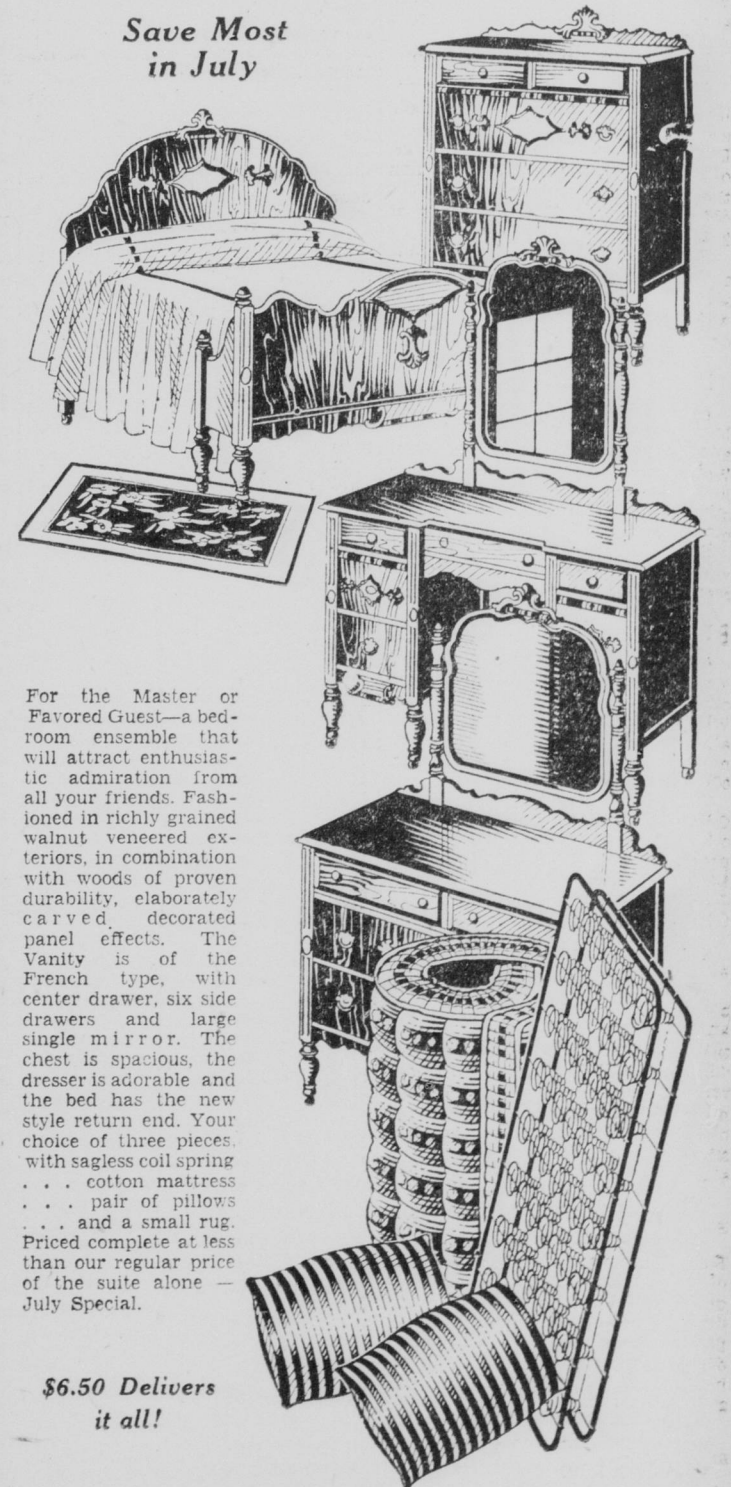 Save Most
in July
For the Master or
Favored Guest—a bed-
room ensemble that
will attract enthusias-
tic admiration from
all your friends. Fash-
ioned in richly grained
walnut veneered ex-
teriors, in combination
with woods of proven
durability, elaborately
carved, decorated
panel effects. The
Vanity is of the
French type, with
center drawer, six side
drawers and large
single mirror. The
chest is spacious, the
dresser is adorable and
the bed has the new
style return end. Your
choice of three pieces,
with sagless coil spring
. . . cotton mattress
. . . pair of pillows
. . . and a small rug.
Priced complete at less
than our regular price
of the suite alone —
July Special.
$6.50 Delivers
it all!